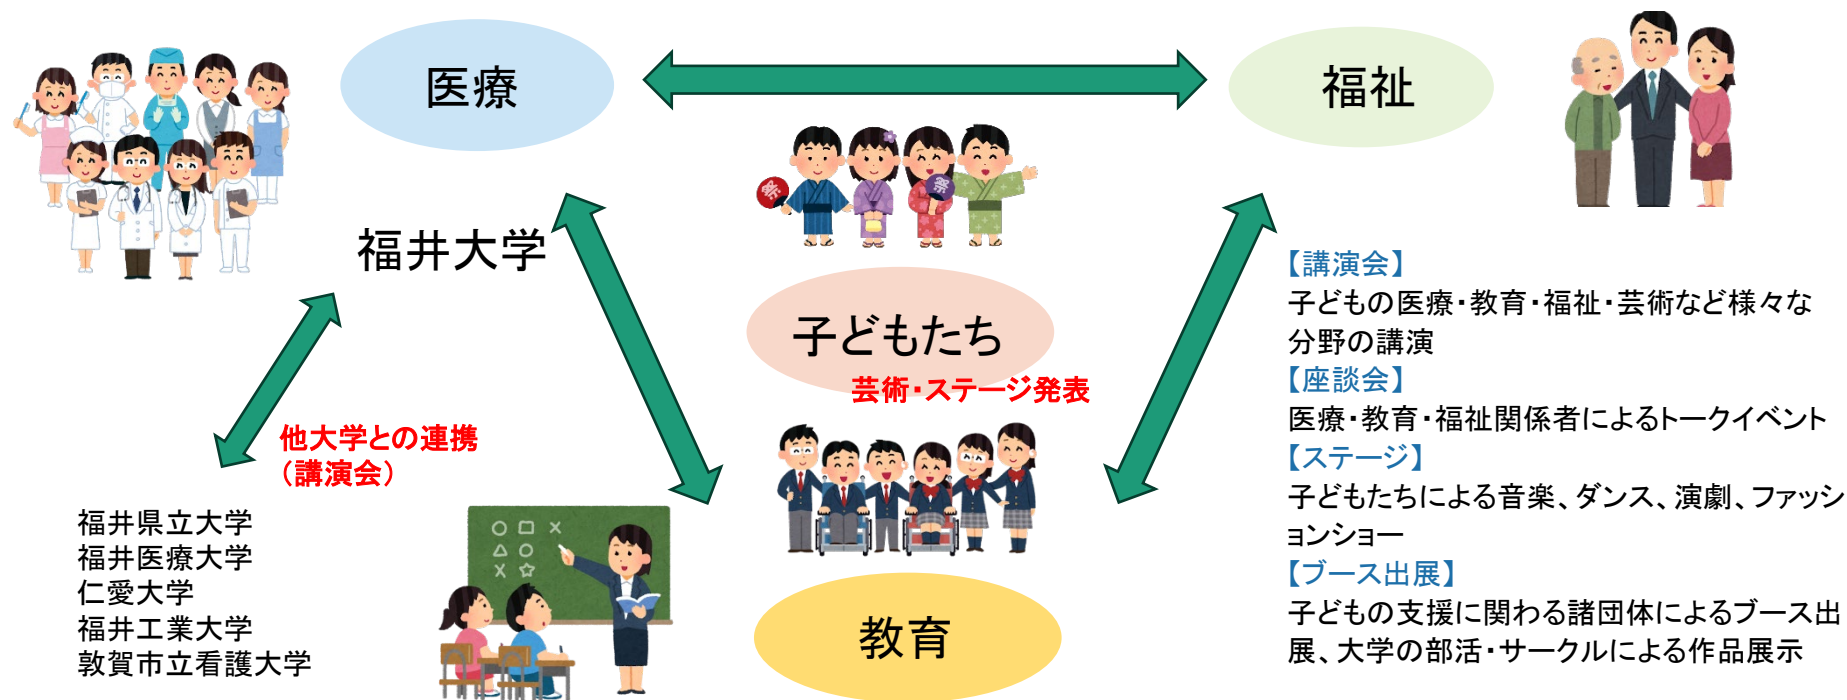 医療
福祉
祭
祭
福井大学
子どもたち
芸術・ステージ発表
他大学との連携
（講演会）
福井県立大学
福井医療大学
仁愛大学
福井工業大学
敦賀市立看護大学
教育
【講演会】
子どもの医療・教育・福祉・芸術など様々な
分野の講演
【座談会】
医療・教育・福祉関係者によるトークイベント
【ステージ】
子どもたちによる音楽、ダンス、演劇、ファッシ
ョンショー
【ブース出展】
子どもの支援に関わる諸団体によるブース出
展、大学の部活・サークルによる作品展示